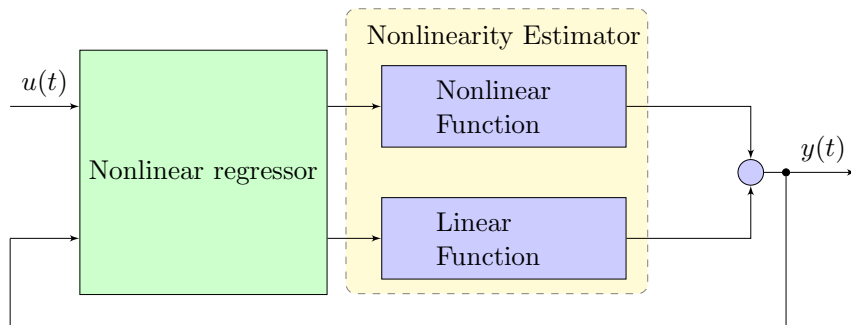 Nonlinearity Estimator
u(t)
Nonlinear
Function
Nonlinear regressor
y(t)
Linear
Function